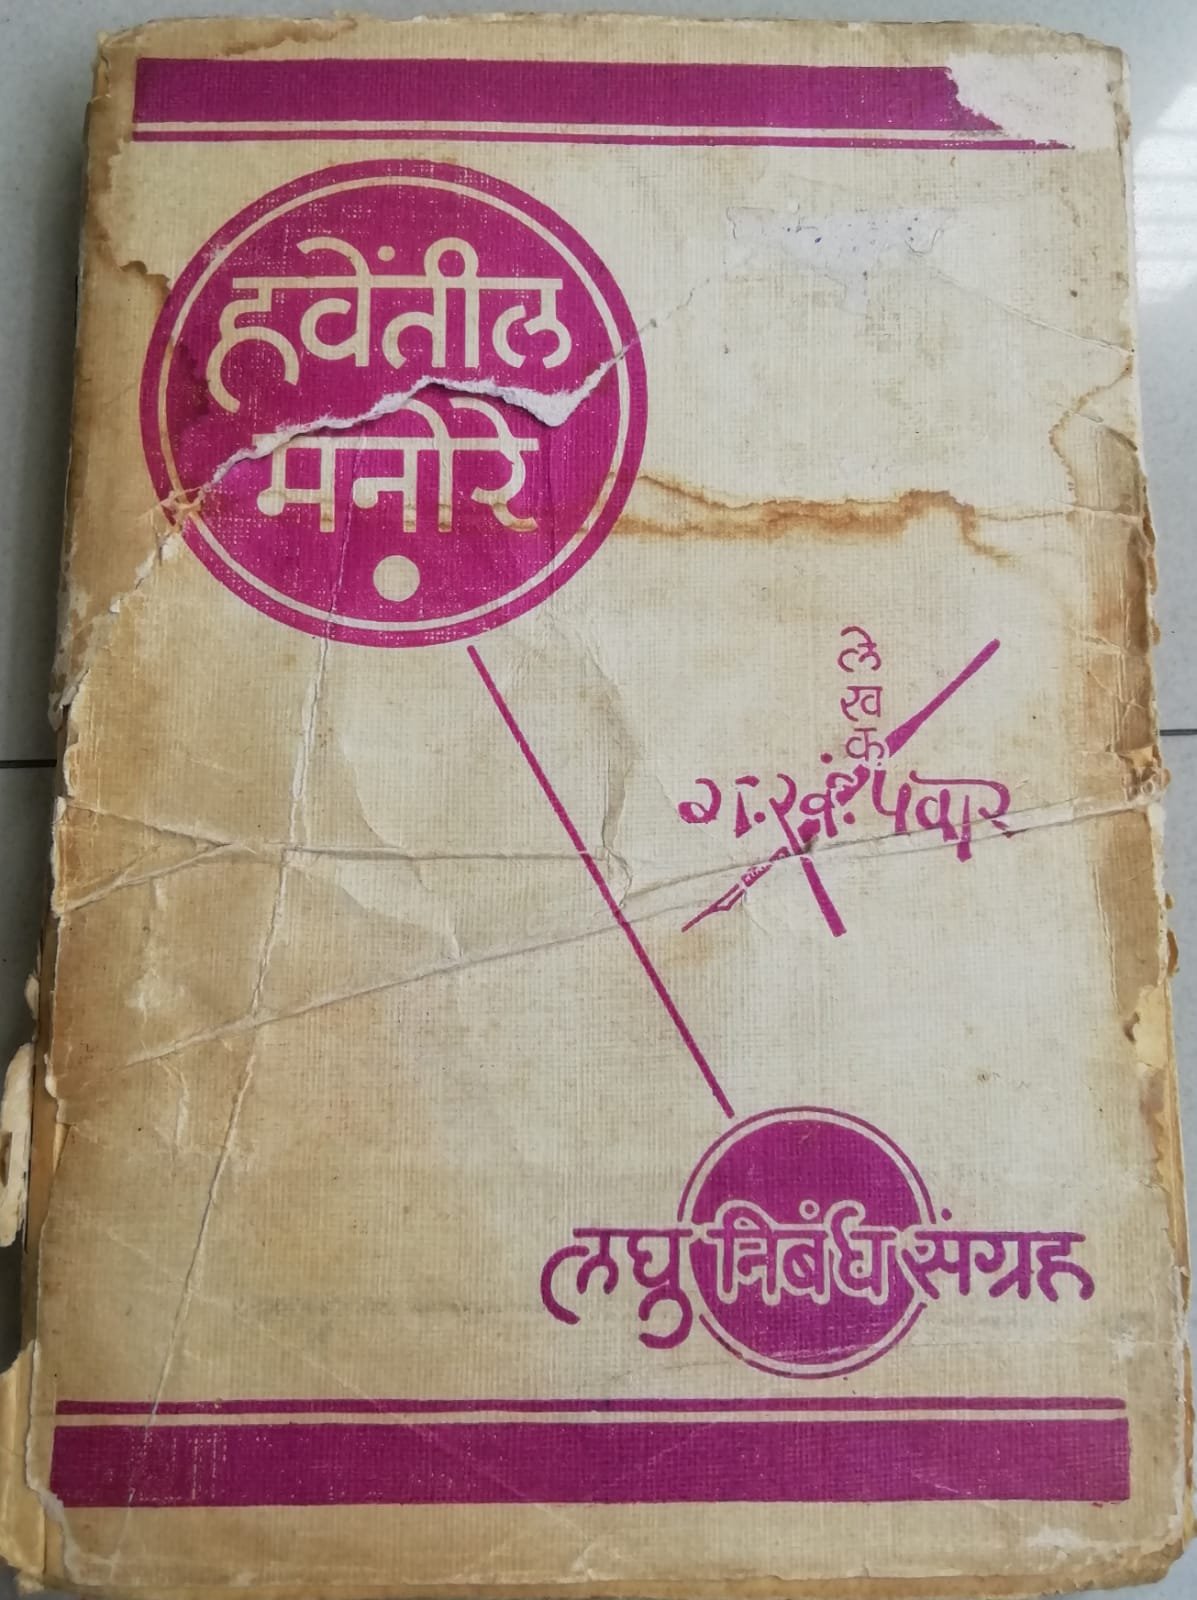 हवेंतील
मनोरे
लेखक
ग. खं. पवार
लघु निबंध संग्रह